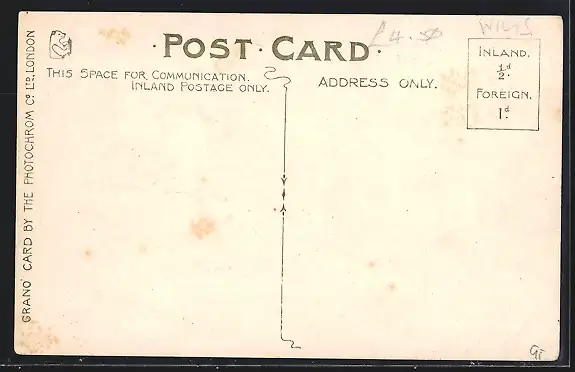 WILTS
£4.50
· POST · CARD ·
THIS SPACE FOR COMMUNICATION.
INLAND POSTAGE ONLY.
ADDRESS ONLY.
INLAND.
½d.
FOREIGN.
1d.
GRANO' CARD BY THE PHOTOCHROM Co Ltd, LONDON